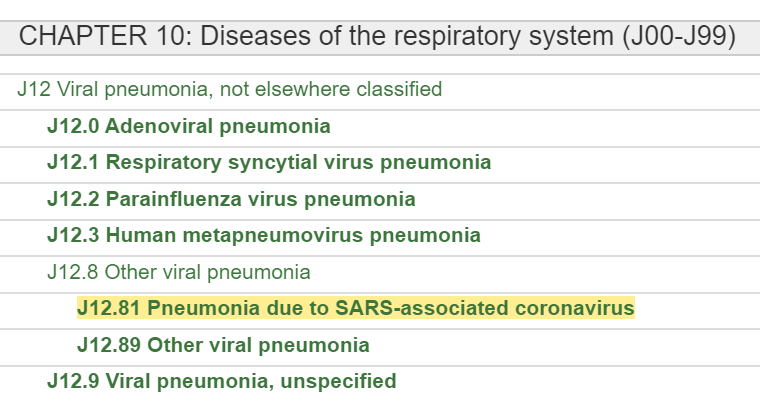 CHAPTER 10: Diseases of the respiratory system (J00-J99)
J12 Viral pneumonia, not elsewhere classified
J12.0 Adenoviral pneumonia
J12.1 Respiratory syncytial virus pneumonia
J12.2 Parainfluenza virus pneumonia
J12.3 Human metapneumovirus pneumonia
J12.8 Other viral pneumonia
J12.81 Pneumonia due to SARS-associated coronavirus
J12.89 Other viral pneumonia
J12.9 Viral pneumonia, unspecified